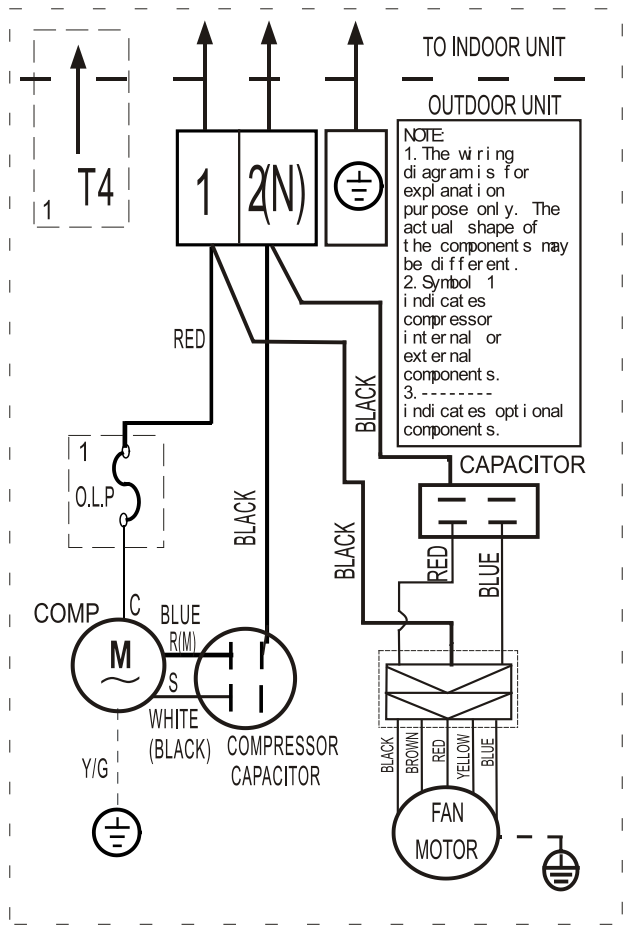 TO INDOOR UNIT
OUTDOOR UNIT
T4
1
1
2(N)
NOTE:
1. The wiring
diagram is for
explanation
purpose only. The
actual shape of
the components may
be different.
2. Symbol 1
indicates
compressor
internal or
external
components.
3. --------
indicates optional
components.
RED
BLACK
1
O.L.P
BLACK
BLACK
CAPACITOR
RED
BLUE
COMP
C
BLUE
R(M)
M
S
WHITE
(BLACK)
COMPRESSOR
CAPACITOR
Y/G
BLACK
BROWN
RED
YELLOW
BLUE
FAN
MOTOR